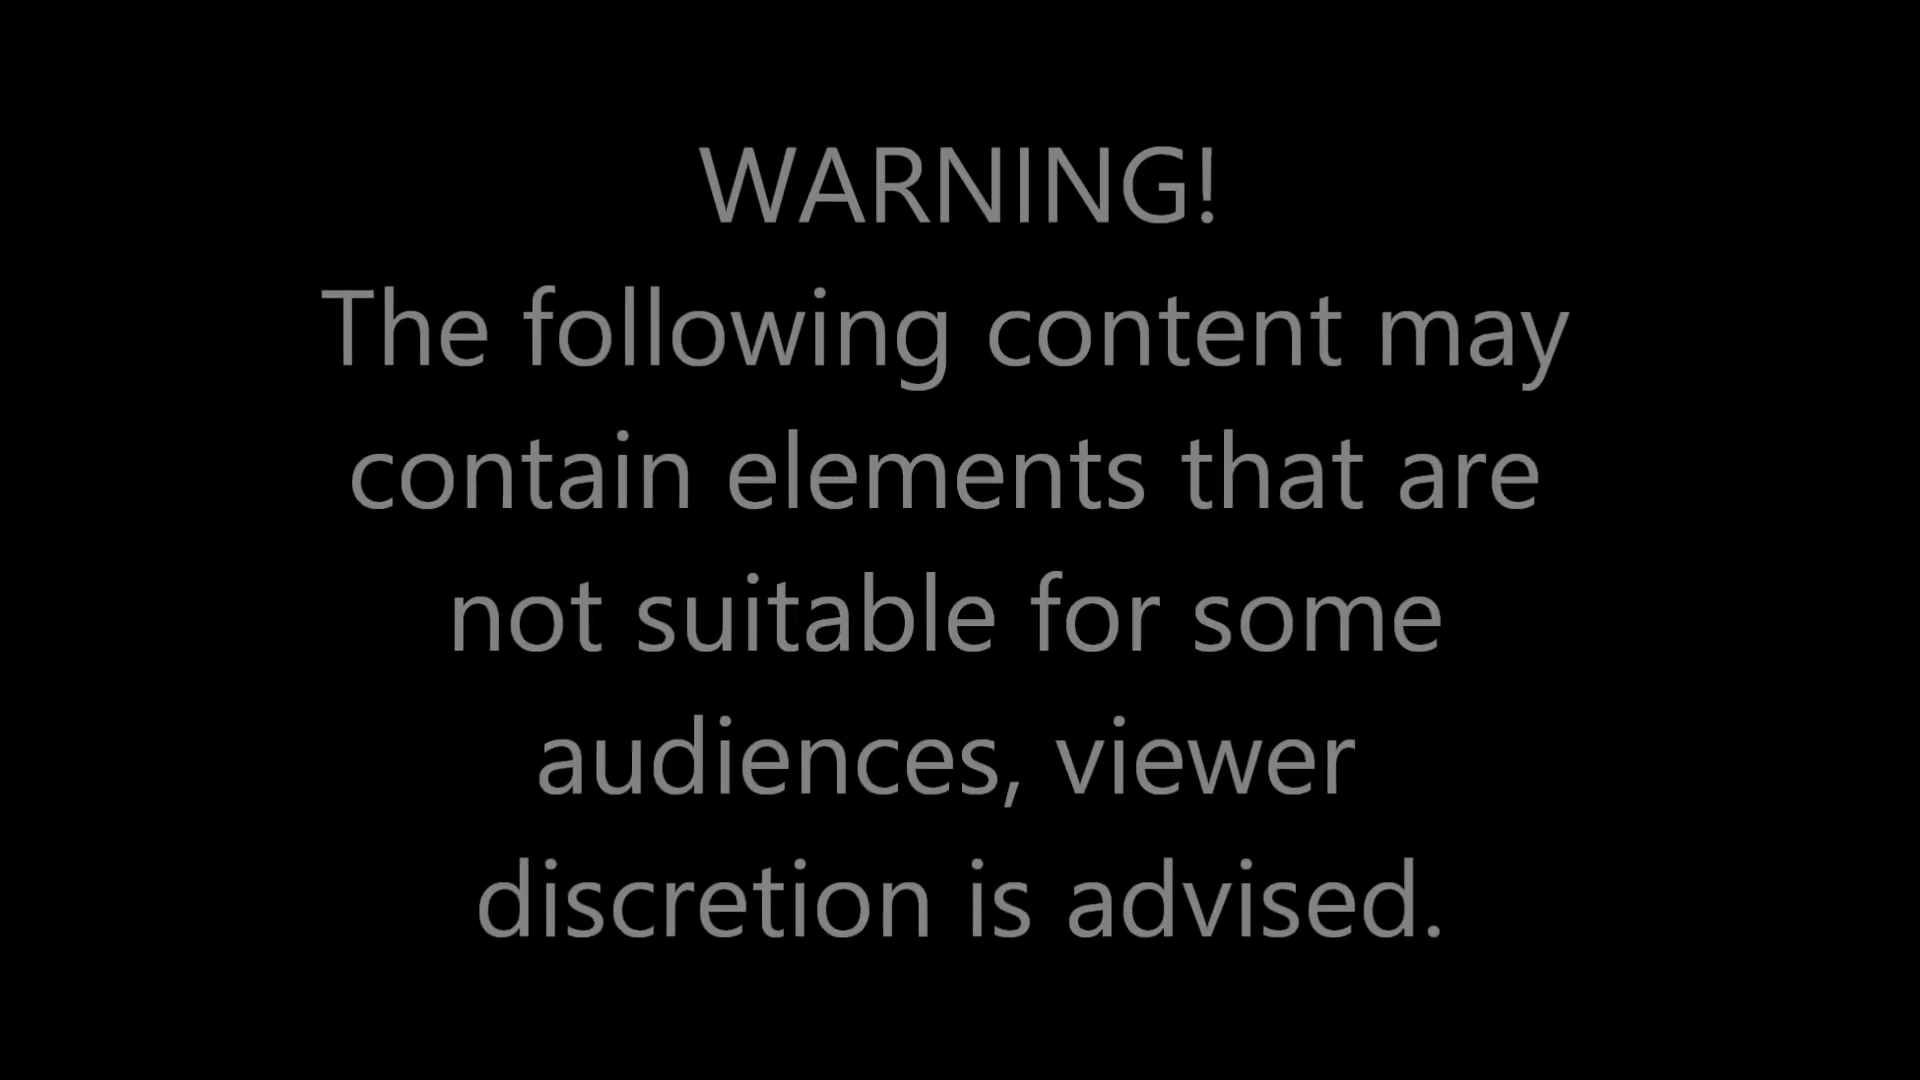 WARNING!
The following content may
contain elements that are
not suitable for some
audiences, viewer
discretion is advised.